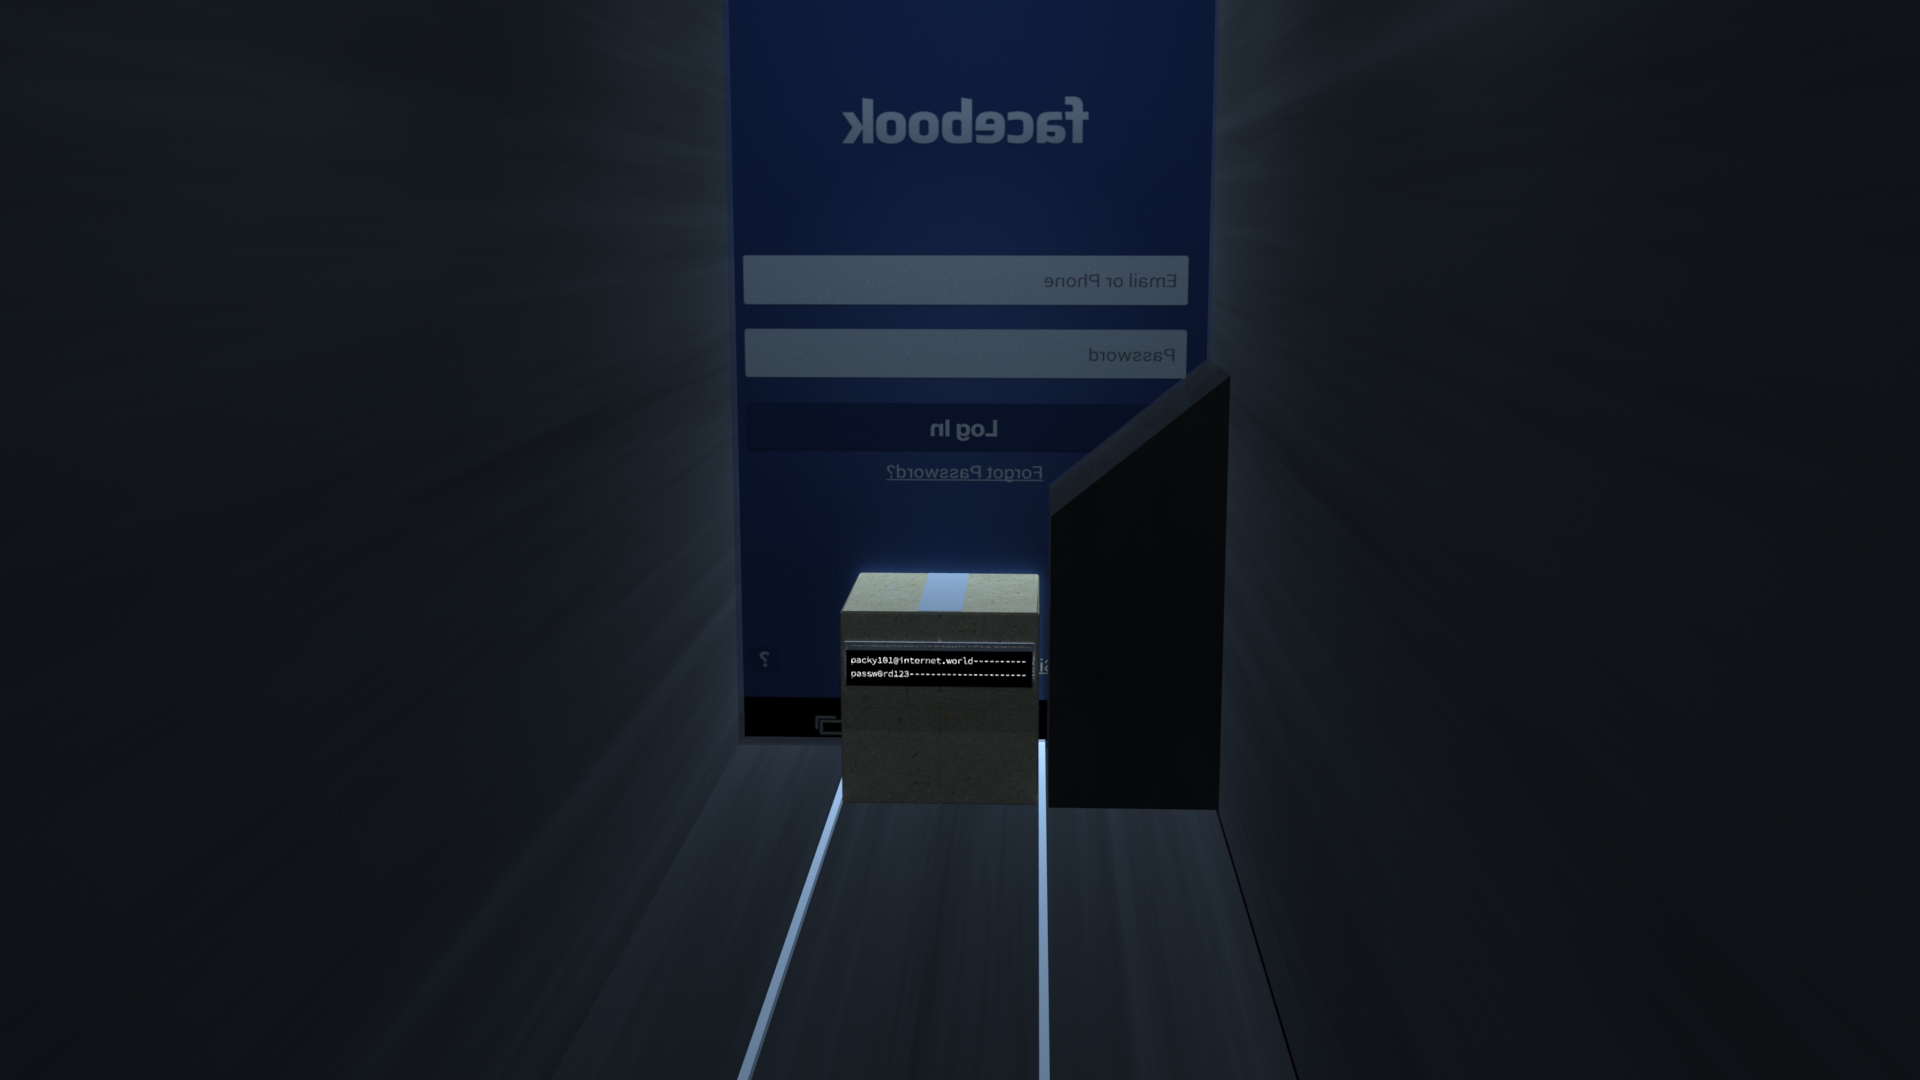 facebook
Email or Phone
Password
Log In
Forgot Password?
?
packy101@internet.world----------
passw0rd123-----------------------